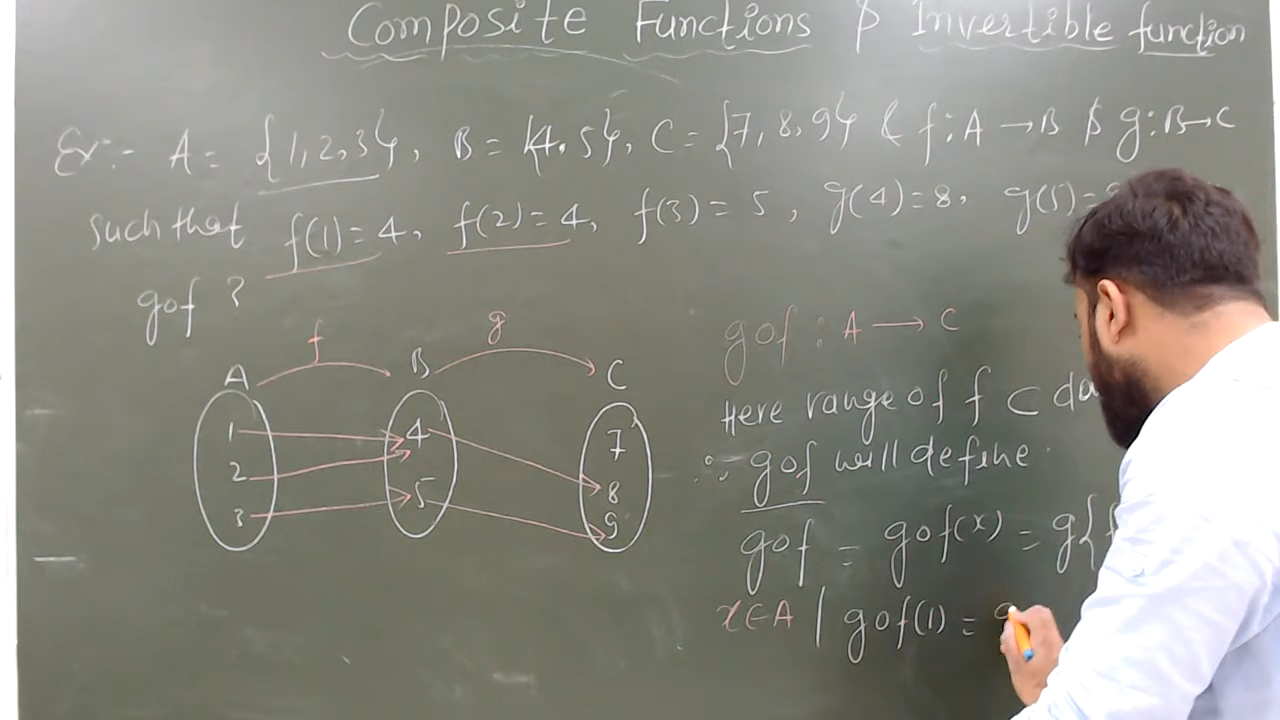 Composite Functions & Invertible function
Ex:- A = {1,2,3}, B = {4,5}, C = {7,8,9} & f:A→B & g:B→C
such that f(1)=4, f(2)=4, f(3)=5, g(4)=8, g(5)=
gof ?
f g
A B C
1 4 7
2 5 8
3 9
gof : A → C
Here range of f ⊂
∴ gof will define.
gof = gof(x) = g{
x∈A | gof(1) =